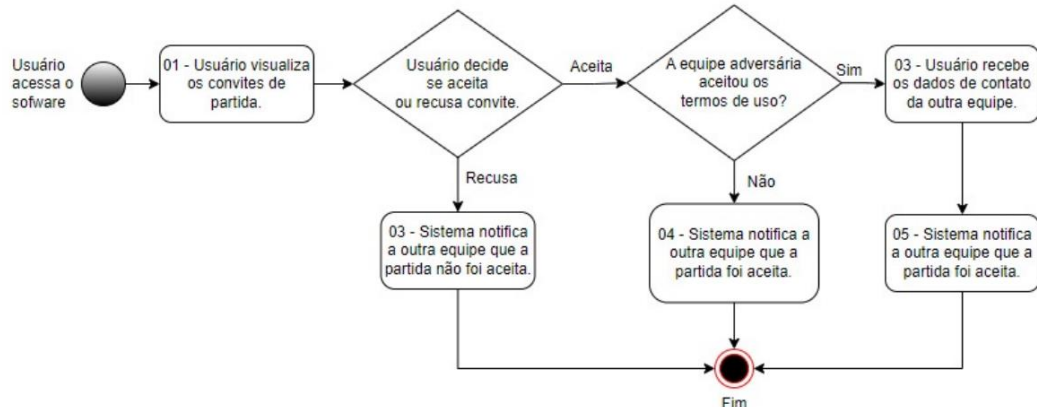 Usuário
acessa o
sofware
01 - Usuário visualiza
os convites de
partida.
Usuário decide
se aceita
ou recusa convite.
Aceita
A equipe adversária
aceitou os
termos de uso?
Sim
03 - Usuário recebe
os dados de contato
da outra equipe.
Recusa
Não
03 - Sistema notifica
a outra equipe que a
partida não foi aceita.
04 - Sistema notifica a
outra equipe que a
partida foi aceita.
05 - Sistema notifica
a outra equipe que a
partida foi aceita.
Fim